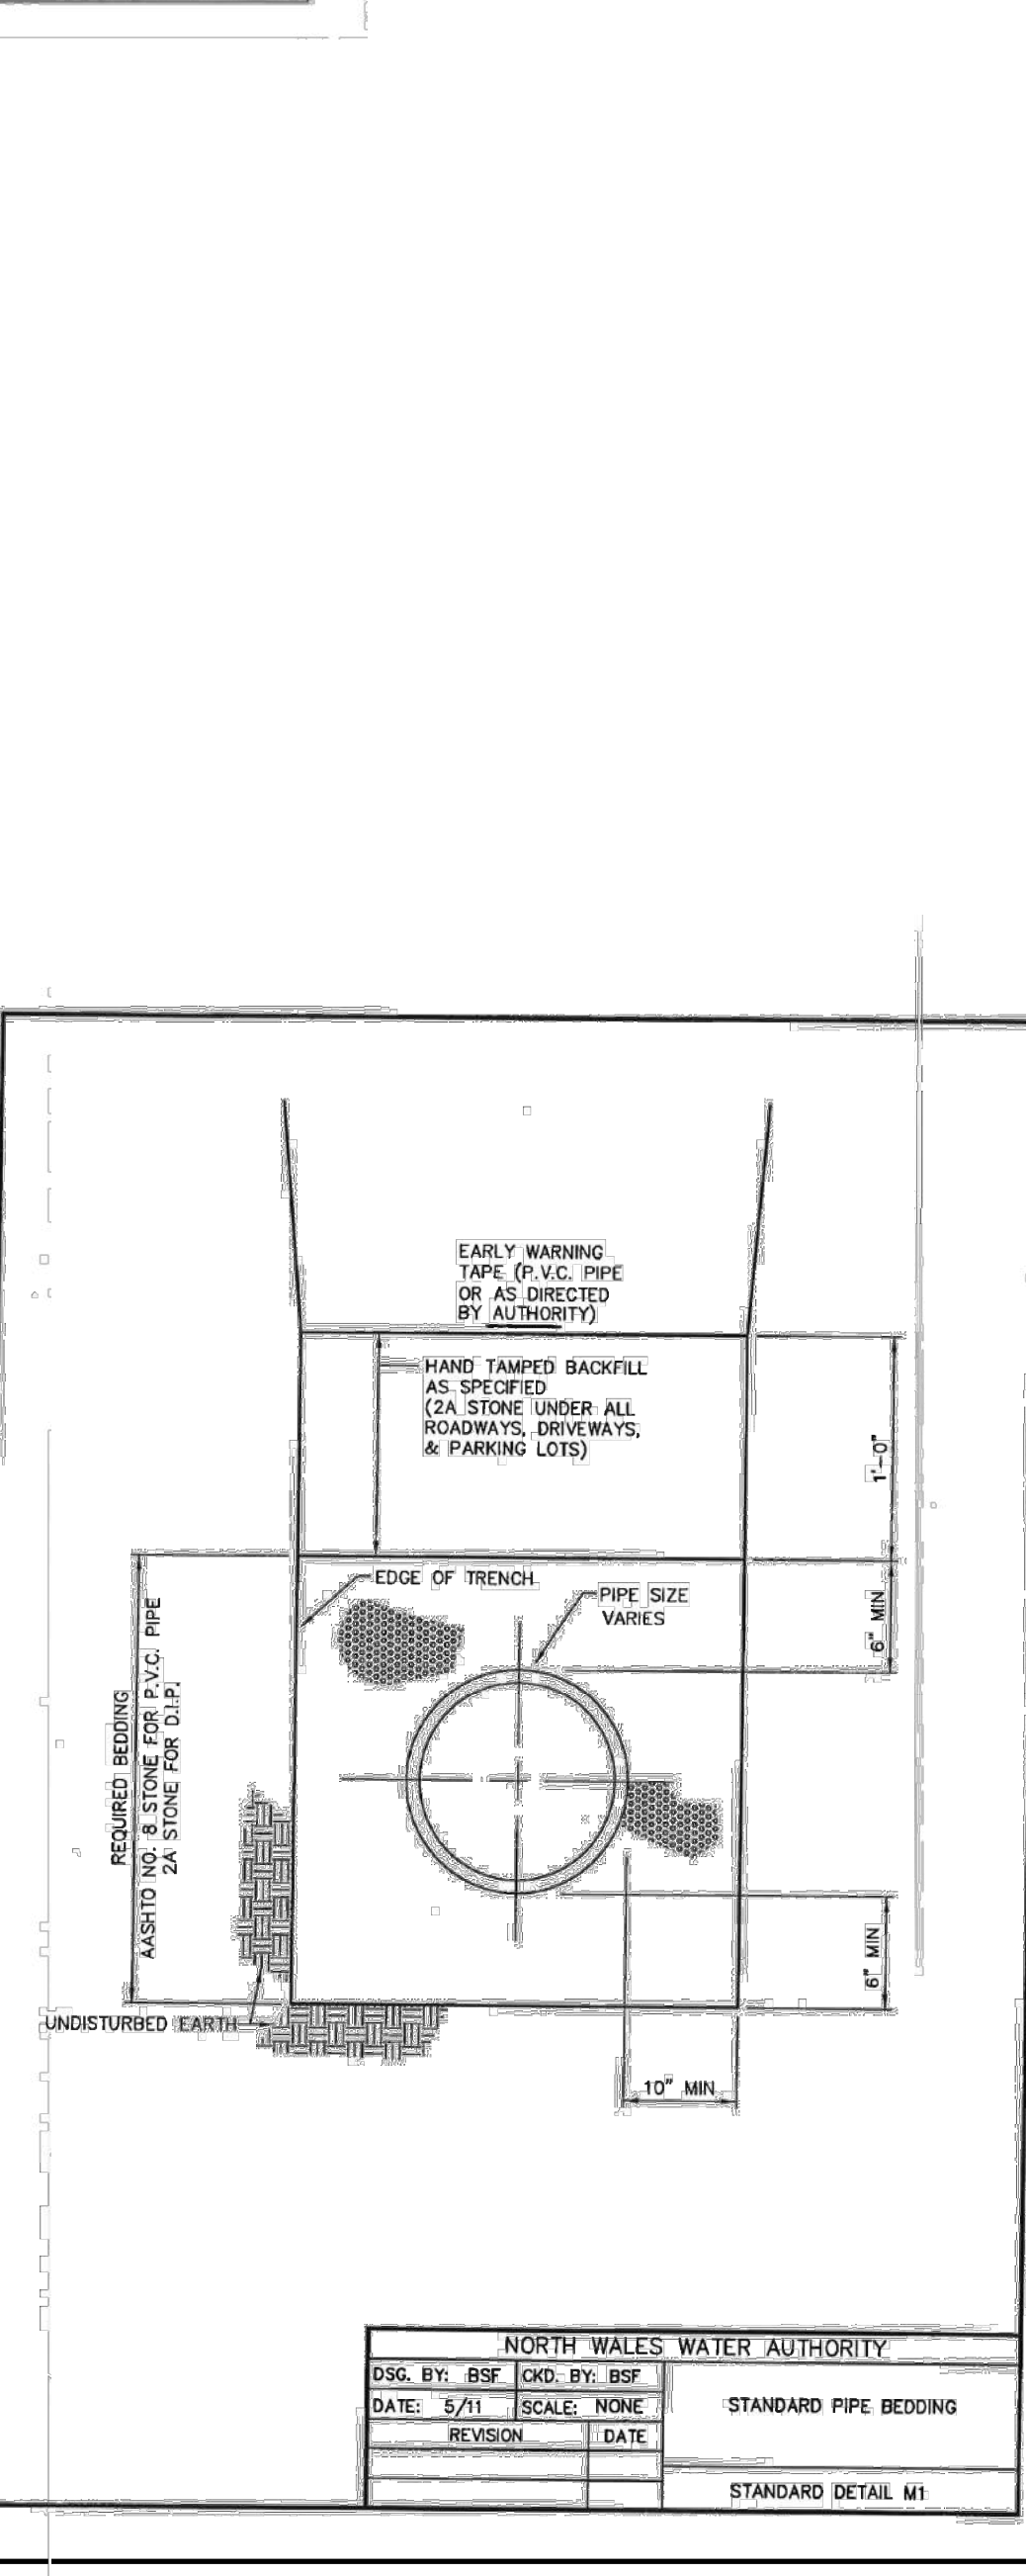 EARLY WARNING
TAPE (P.V.C. PIPE
OR AS DIRECTED
BY AUTHORITY)
HAND TAMPED BACKFILL
AS SPECIFIED
(2A STONE UNDER ALL
ROADWAYS, DRIVEWAYS,
& PARKING LOTS)
1'-0"
EDGE OF TRENCH
PIPE SIZE
VARIES
6" MIN
REQUIRED BEDDING
AASHTO NO. 8 STONE FOR P.V.C. PIPE
2A STONE FOR D.I.P.
6" MIN
UNDISTURBED EARTH
10" MIN
NORTH WALES WATER AUTHORITY
DSG. BY: BSF
CKD. BY: BSF
DATE: 5/11
SCALE: NONE
STANDARD PIPE BEDDING
REVISION
DATE
STANDARD DETAIL M1